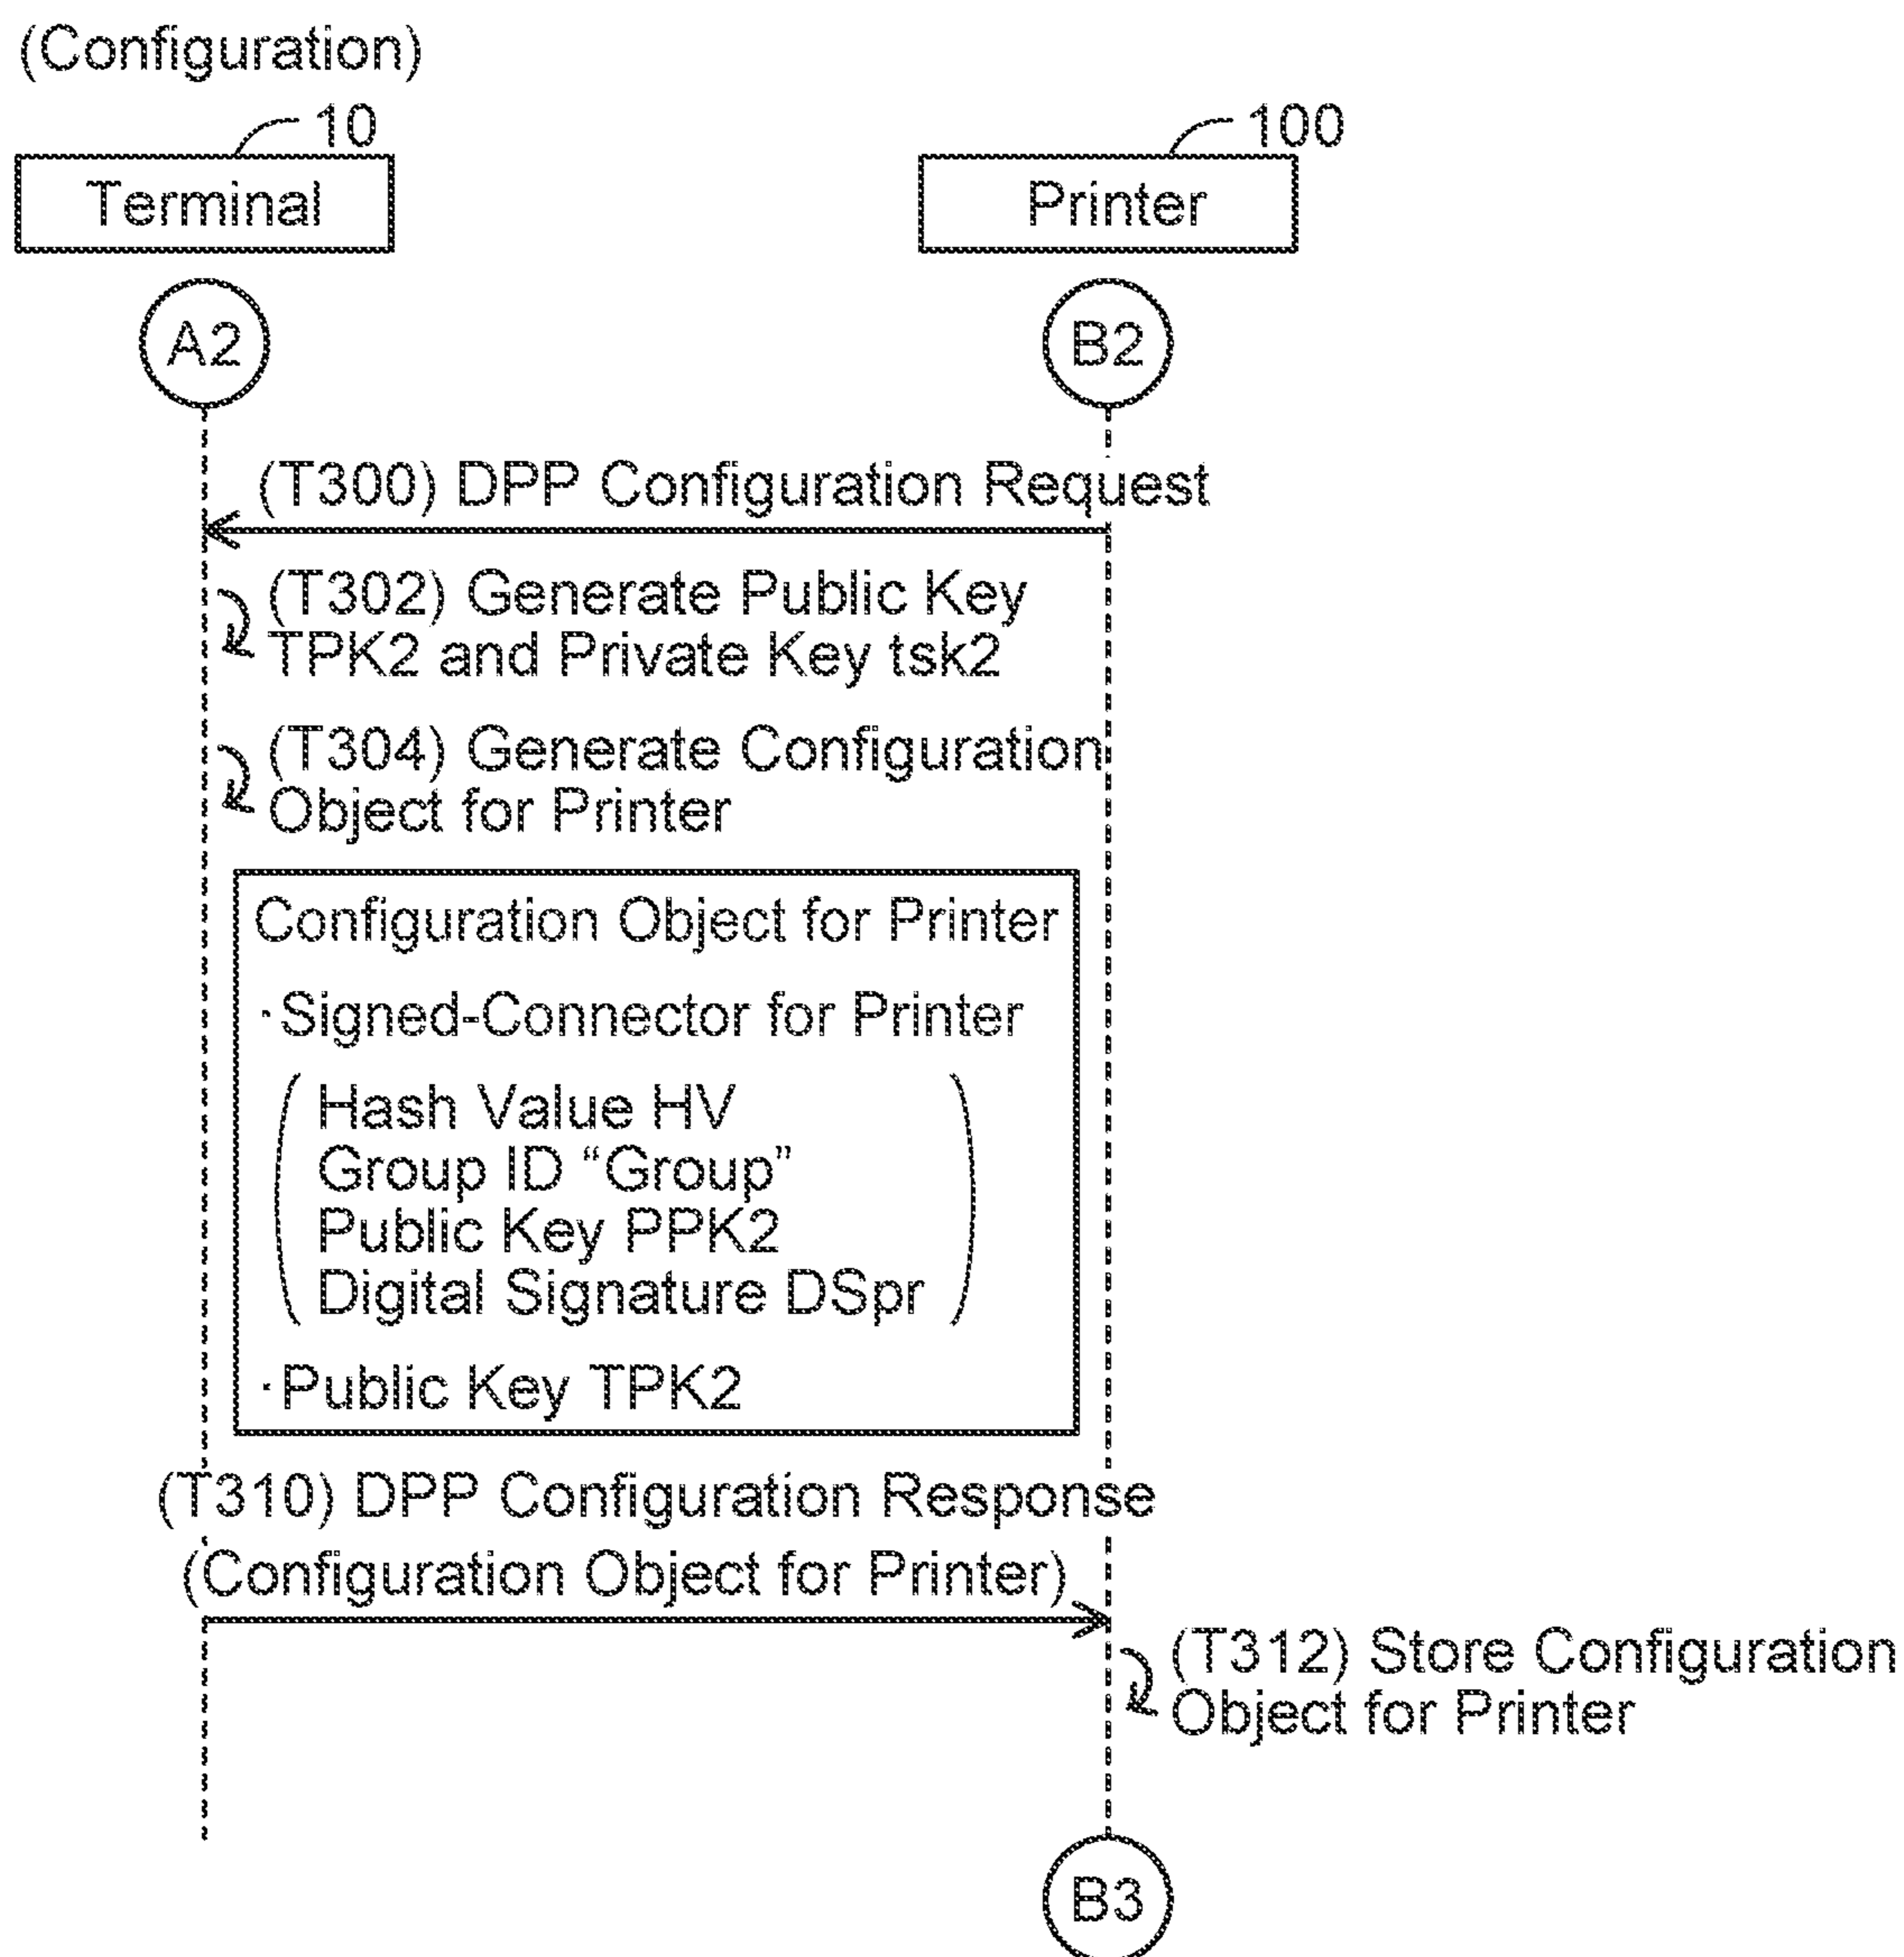 (Configuration)
10
100
Terminal
Printer
A2
B2
(T300) DPP Configuration Request
(T302) Generate Public Key
TPK2 and Private Key tsk2
(T304) Generate Configuration
Object for Printer
Configuration Object for Printer
·Signed-Connector for Printer
Hash Value HV
Group ID “Group”
Public Key PPK2
Digital Signature DSpr
·Public Key TPK2
(T310) DPP Configuration Response
(Configuration Object for Printer)
(T312) Store Configuration
Object for Printer
B3